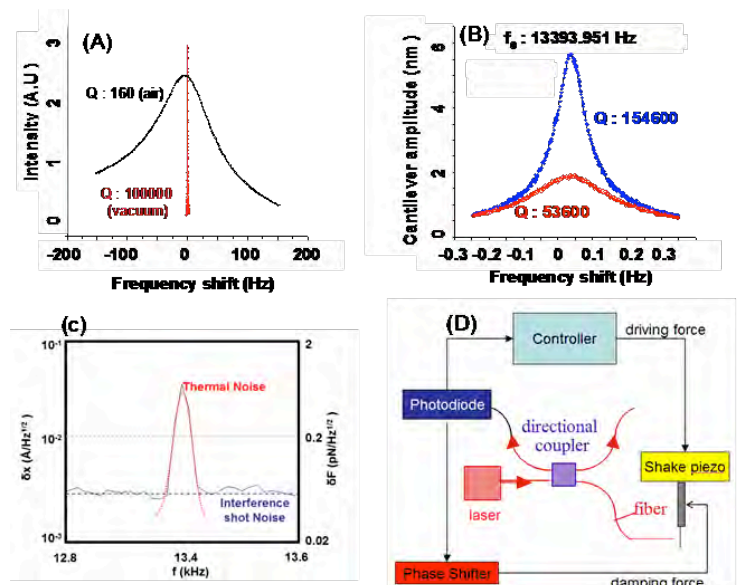 (A)
Intensity (A.U)
3
2
1
0
Q : 160 (air)
Q : 100000
(vacuum)
-200
-100
0
100
200
Frequency shift (Hz)
(B)
f₀ : 13393.951 Hz
Cantilever amplitude (nm)
6
4
2
0
Q : 154600
Q : 53600
-0.3 -0.2 -0.1 0 0.1 0.2 0.3
Frequency shift (Hz)
(c)
δx (Å/Hz1/2)
10-1
10-2
10-3
Thermal Noise
Interference
shot Noise
2
0.2
0.02
δF (pN/Hz1/2)
12.8
13.4
13.6
f (kHz)
(D)
Controller
driving force
Photodiode
directional
coupler
Shake piezo
laser
fiber
Phase Shifter
damping force